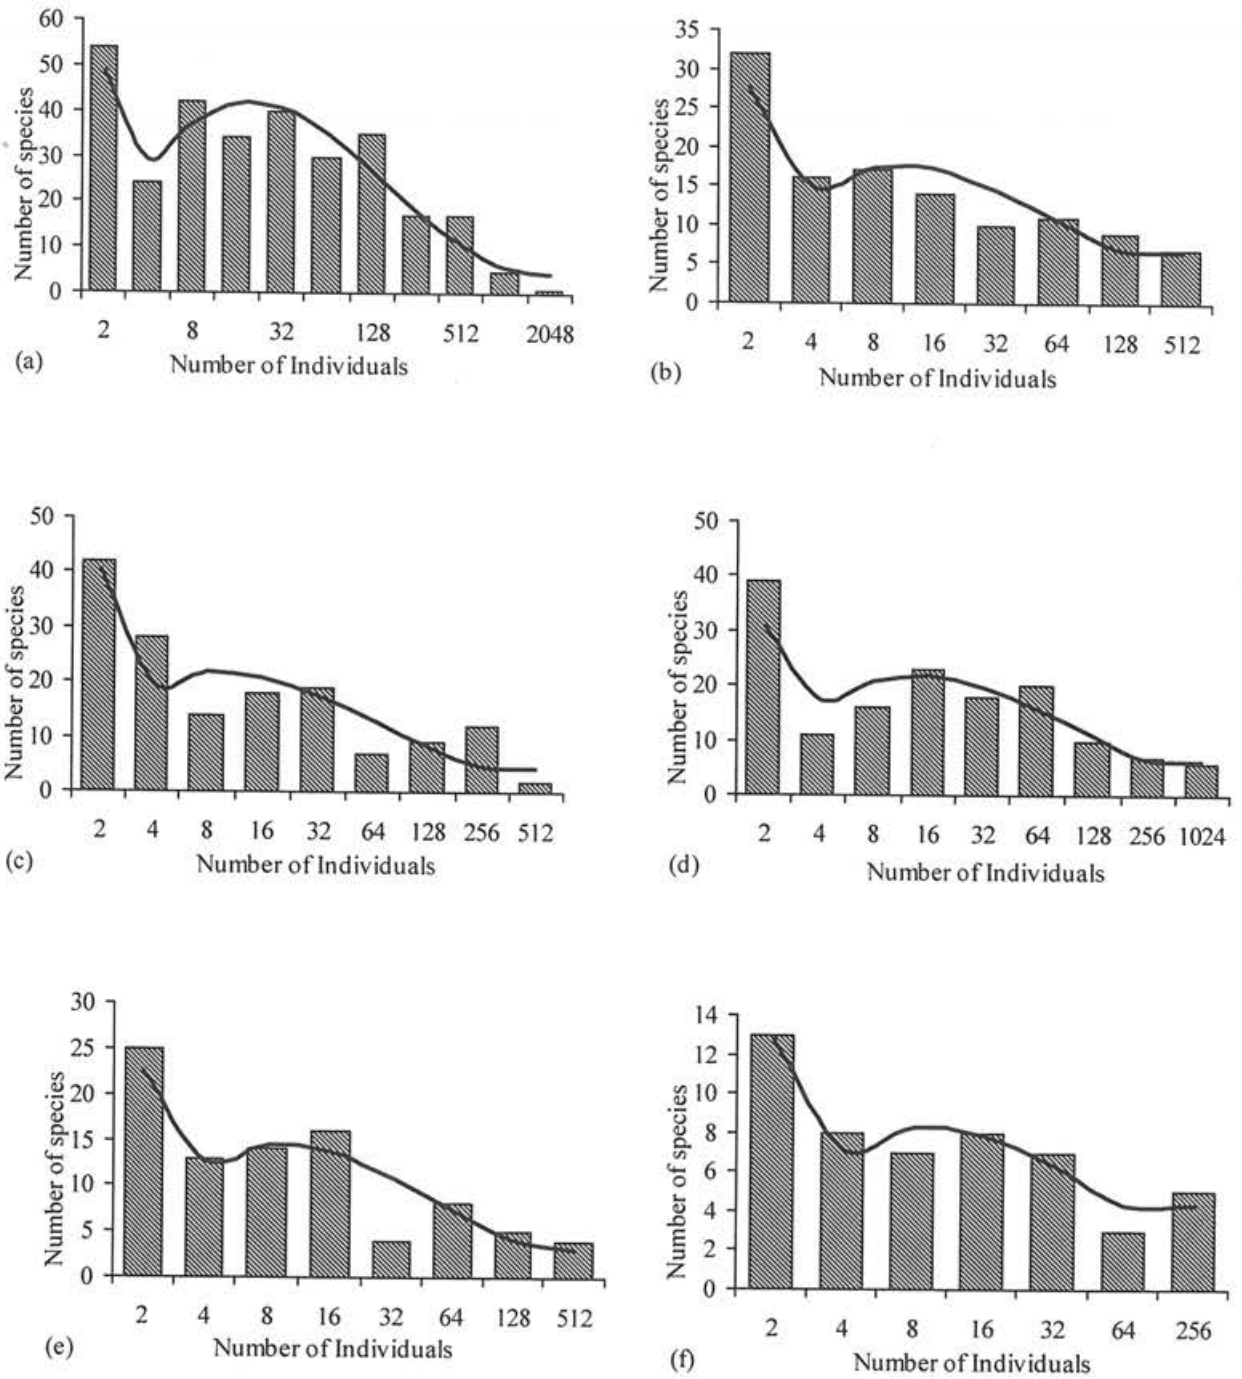 60
50
40
30
20
10
0
Number of species
2 8 32 128 512 2048
(a) Number of Individuals
35
30
25
20
15
10
5
0
Number of species
2 4 8 16 32 64 128 512
(b) Number of Individuals
50
40
30
20
10
0
Number of species
2 4 8 16 32 64 128 256 512
(c) Number of Individuals
50
40
30
20
10
0
Number of species
2 4 8 16 32 64 128 256 1024
(d) Number of Individuals
30
25
20
15
10
5
0
Number of species
2 4 8 16 32 64 128 512
(e) Number of Individuals
14
12
10
8
6
4
2
0
Number of species
2 4 8 16 32 64 256
(f) Number of Individuals